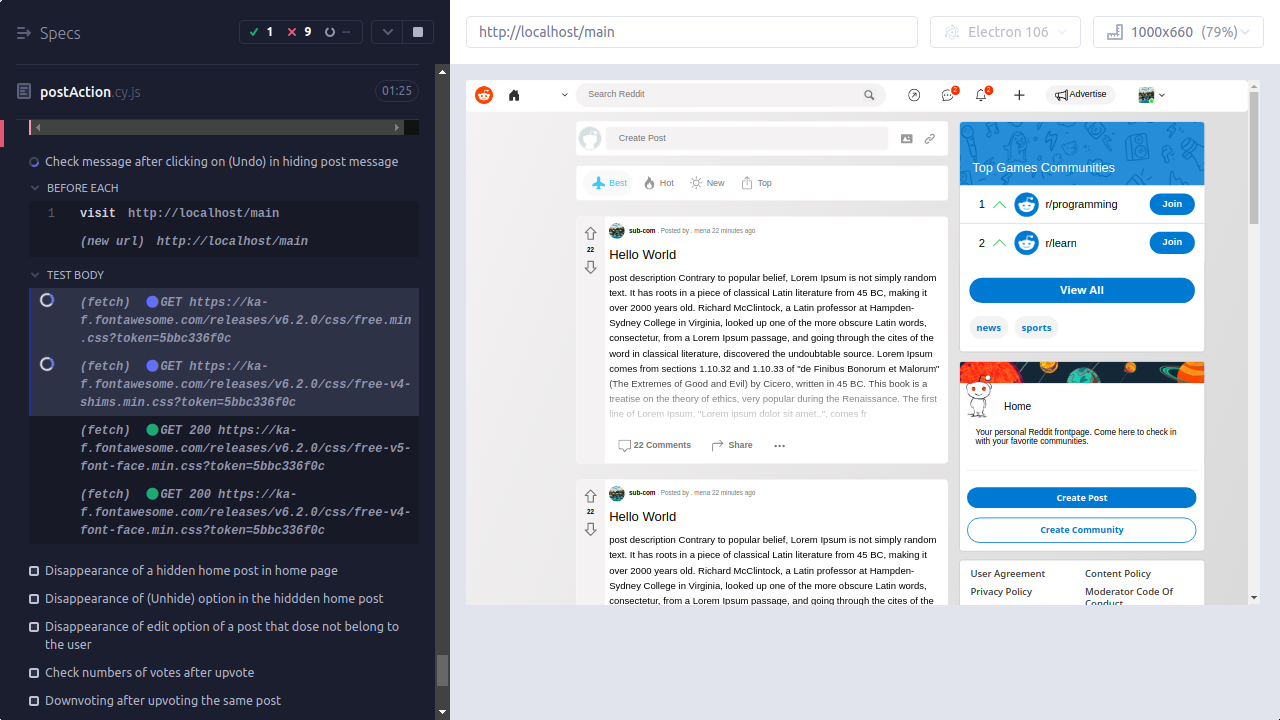 Specs
1
9
--
http://localhost/main
Electron 106
1000x660 (79%)
postAction.cy.js
01:25
Check message after clicking on (Undo) in hiding post message
BEFORE EACH
1 visit http://localhost/main
(new url) http://localhost/main
TEST BODY
(fetch) GET https://ka-
f.fontawesome.com/releases/v6.2.0/css/free.min
.css?token=5bbc336f0c
(fetch) GET https://ka-
f.fontawesome.com/releases/v6.2.0/css/free-v4-
shims.min.css?token=5bbc336f0c
(fetch) GET 200 https://ka-
f.fontawesome.com/releases/v6.2.0/css/free-v5-
font-face.min.css?token=5bbc336f0c
(fetch) GET 200 https://ka-
f.fontawesome.com/releases/v6.2.0/css/free-v4-
font-face.min.css?token=5bbc336f0c
Disappearance of a hidden home post in home page
Disappearance of (Unhide) option in the hiddden home post
Disappearance of edit option of a post that dose not belong to
the user
Check numbers of votes after upvote
Downvoting after upvoting the same post
Search Reddit
2
2
Advertise
Create Post
Best
Hot
New
Top
22
sub-com . Posted by . mena 22 minutes ago
Hello World
post description Contrary to popular belief, Lorem Ipsum is not simply random
text. It has roots in a piece of classical Latin literature from 45 BC, making it
over 2000 years old. Richard McClintock, a Latin professor at Hampden-
Sydney College in Virginia, looked up one of the more obscure Latin words,
consectetur, from a Lorem Ipsum passage, and going through the cites of the
word in classical literature, discovered the undoubtable source. Lorem Ipsum
comes from sections 1.10.32 and 1.10.33 of "de Finibus Bonorum et Malorum"
(The Extremes of Good and Evil) by Cicero, written in 45 BC. This book is a
treatise on the theory of ethics, very popular during the Renaissance. The first
line of Lorem Ipsum, "Lorem ipsum dolor sit amet..", comes fr
22 Comments
Share
22
sub-com . Posted by . mena 22 minutes ago
Hello World
post description Contrary to popular belief, Lorem Ipsum is not simply random
text. It has roots in a piece of classical Latin literature from 45 BC, making it
over 2000 years old. Richard McClintock, a Latin professor at Hampden-
Sydney College in Virginia, looked up one of the more obscure Latin words,
consectetur, from a Lorem Ipsum passage, and going through the cites of the
Top Games Communities
1 r/programming Join
2 r/learn Join
View All
news
sports
Home
Your personal Reddit frontpage. Come here to check in
with your favorite communities.
Create Post
Create Community
User Agreement
Content Policy
Privacy Policy
Moderator Code Of
Conduct